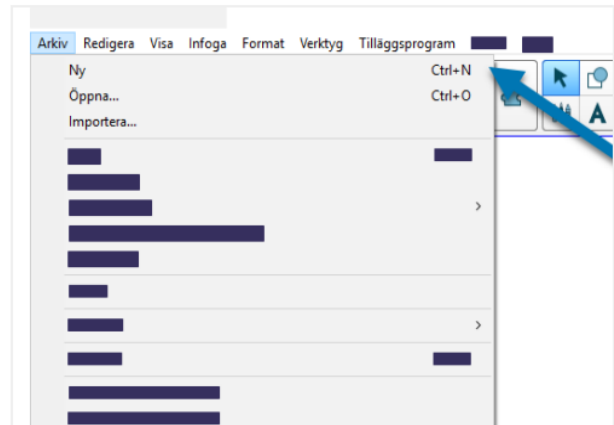 Arkiv Redigera Visa Infoga Format Verktyg Tilläggsprogram
Ny Ctrl+N
Öppna... Ctrl+O
Importera...
A